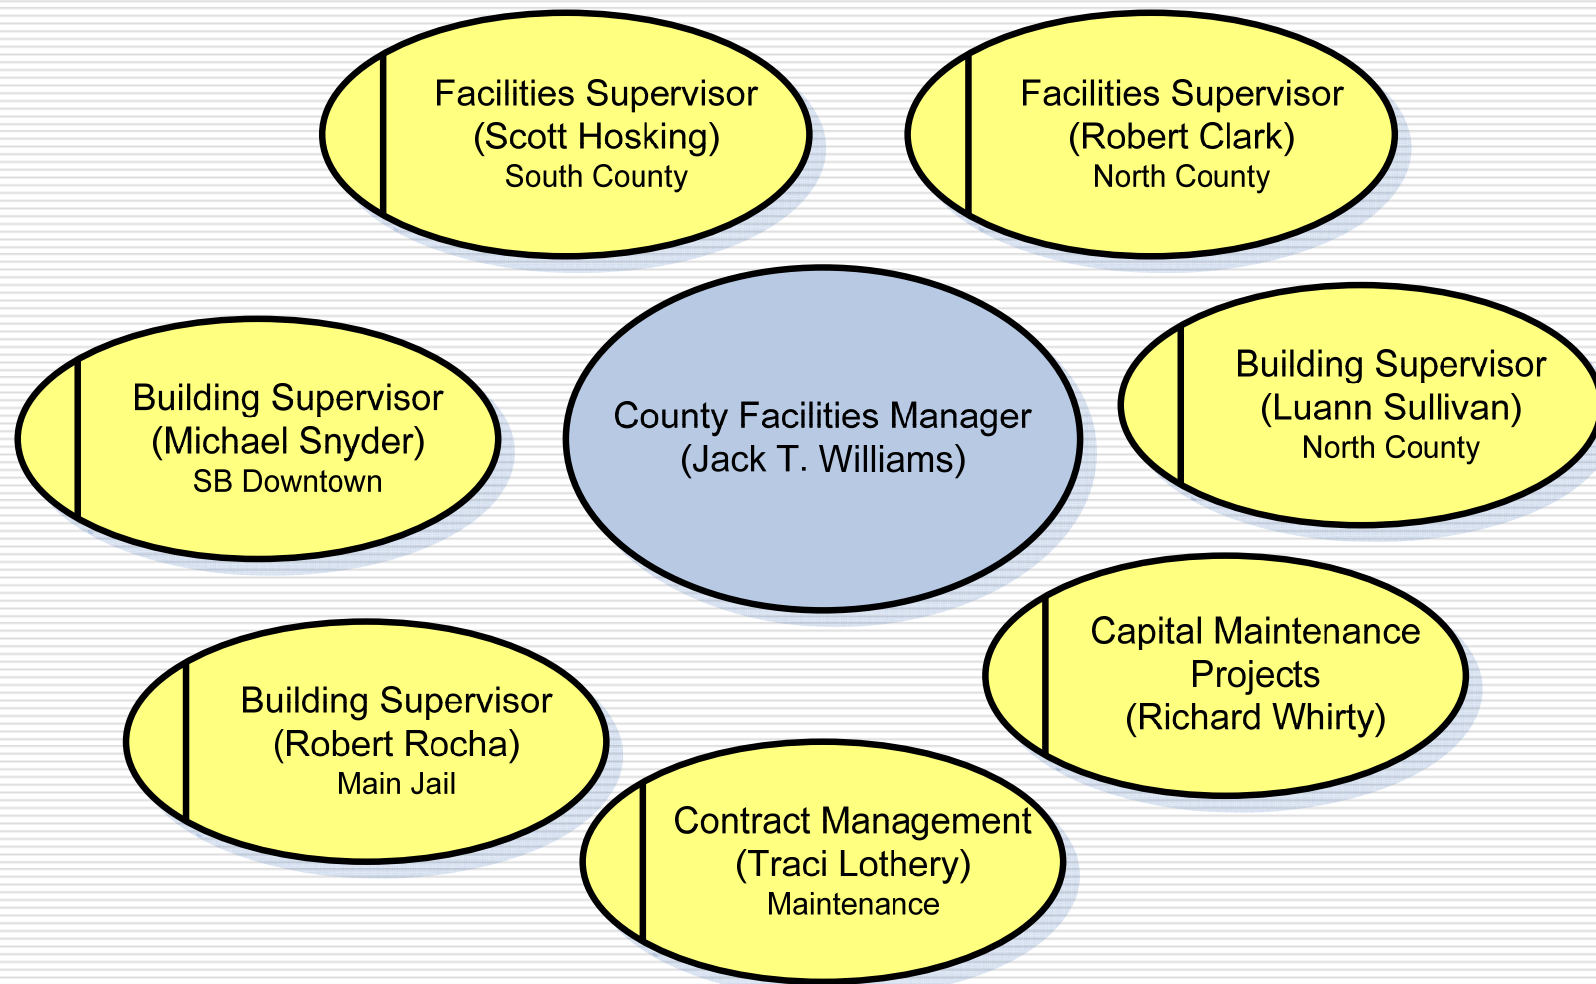 Facilities Supervisor
(Scott Hosking)
South County
Facilities Supervisor
(Robert Clark)
North County
Building Supervisor
(Michael Snyder)
SB Downtown
County Facilities Manager
(Jack T. Williams)
Building Supervisor
(Luann Sullivan)
North County
Building Supervisor
(Robert Rocha)
Main Jail
Capital Maintenance
Projects
(Richard Whirty)
Contract Management
(Traci Lothery)
Maintenance